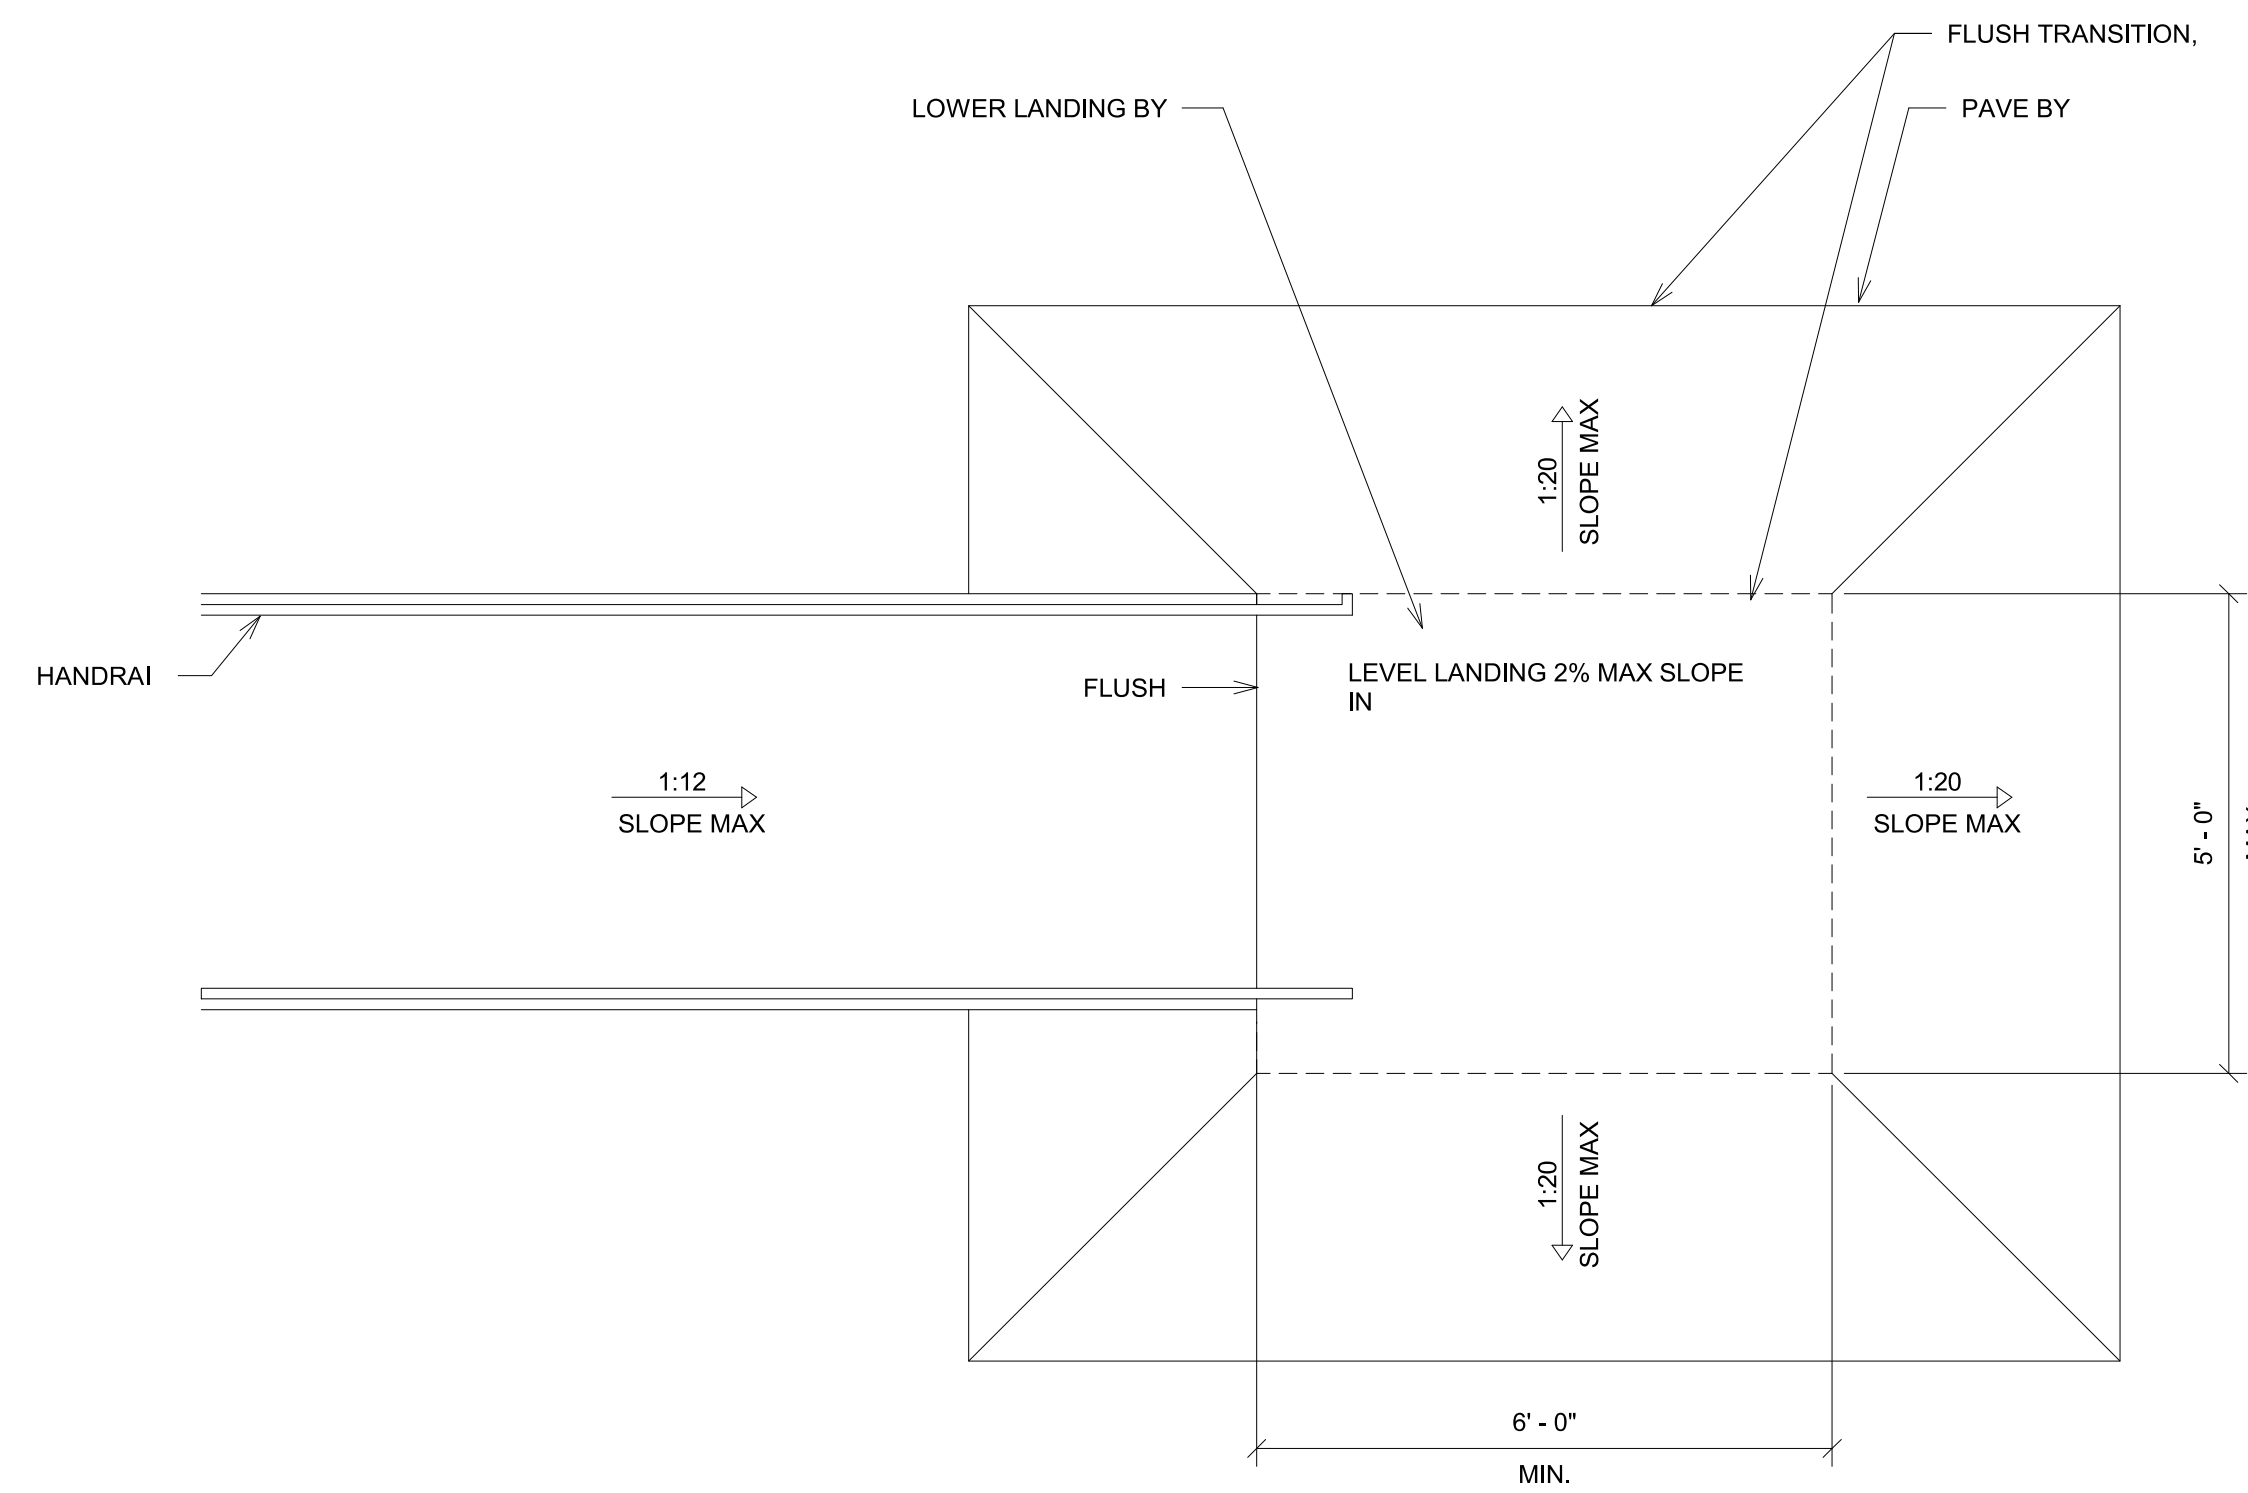 FLUSH TRANSITION,
LOWER LANDING BY
PAVE BY
1:20
SLOPE MAX
HANDRAI
FLUSH
LEVEL LANDING 2% MAX SLOPE
IN
1:12
SLOPE MAX
1:20
SLOPE MAX
5' - 0"
1:20
SLOPE MAX
6' - 0"
MIN.